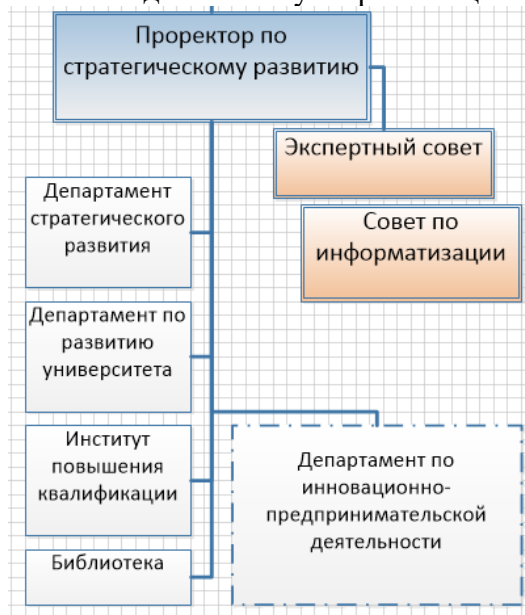 Проректор по
стратегическому развитию
Экспертный совет
Департамент
стратегического
развития
Совет по
информатизации
Департамент по
развитию
университета
Институт
повышения
квалификации
Департамент по
инновационно-
предпринимательской
деятельности
Библиотека